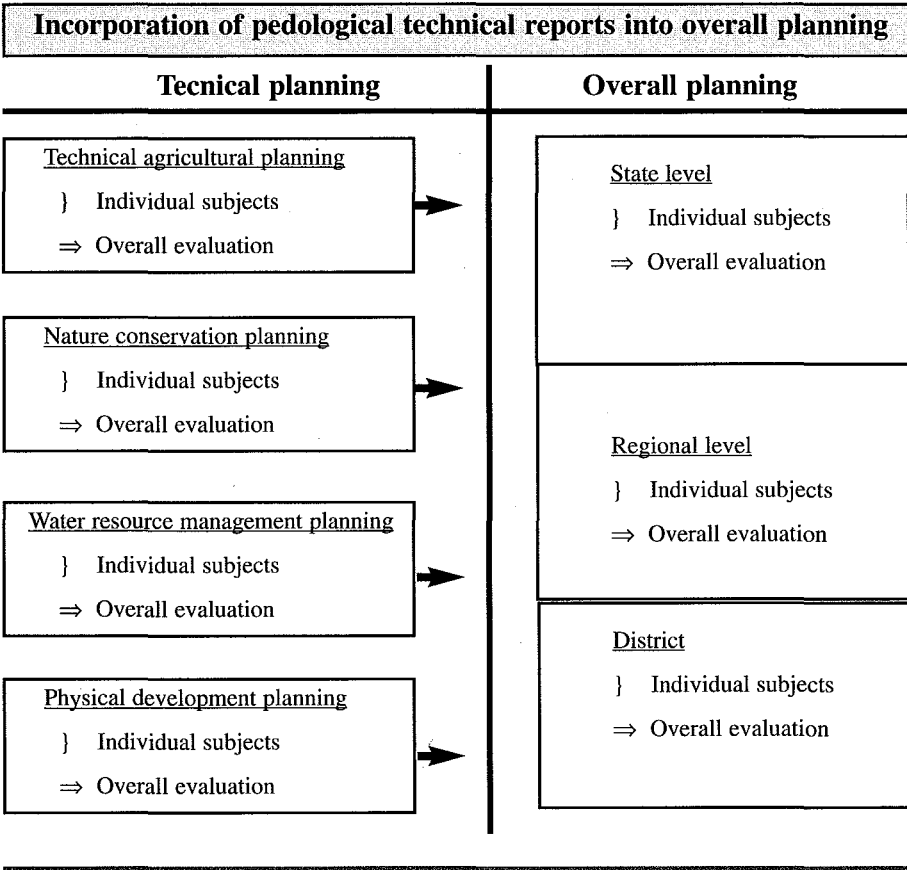 Incorporation of pedological technical reports into overall planning
Tecnical planning
Technical agricultural planning
} Individual subjects
⇒ Overall evaluation
Nature conservation planning
} Individual subjects
⇒ Overall evaluation
Water resource management planning
} Individual subjects
⇒ Overall evaluation
Physical development planning
} Individual subjects
⇒ Overall evaluation
Overall planning
State level
} Individual subjects
⇒ Overall evaluation
Regional level
} Individual subjects
⇒ Overall evaluation
District
} Individual subjects
⇒ Overall evaluation